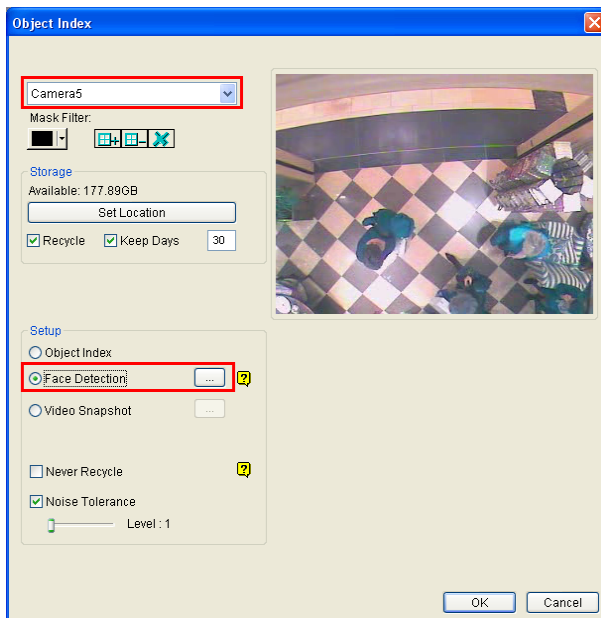 Object Index
Camera5
Mask Filter:
Storage
Available: 177.89GB
Set Location
Recycle Keep Days 30
Setup
Object Index
Face Detection ...
Video Snapshot ...
Never Recycle
Noise Tolerance
Level : 1
OK Cancel